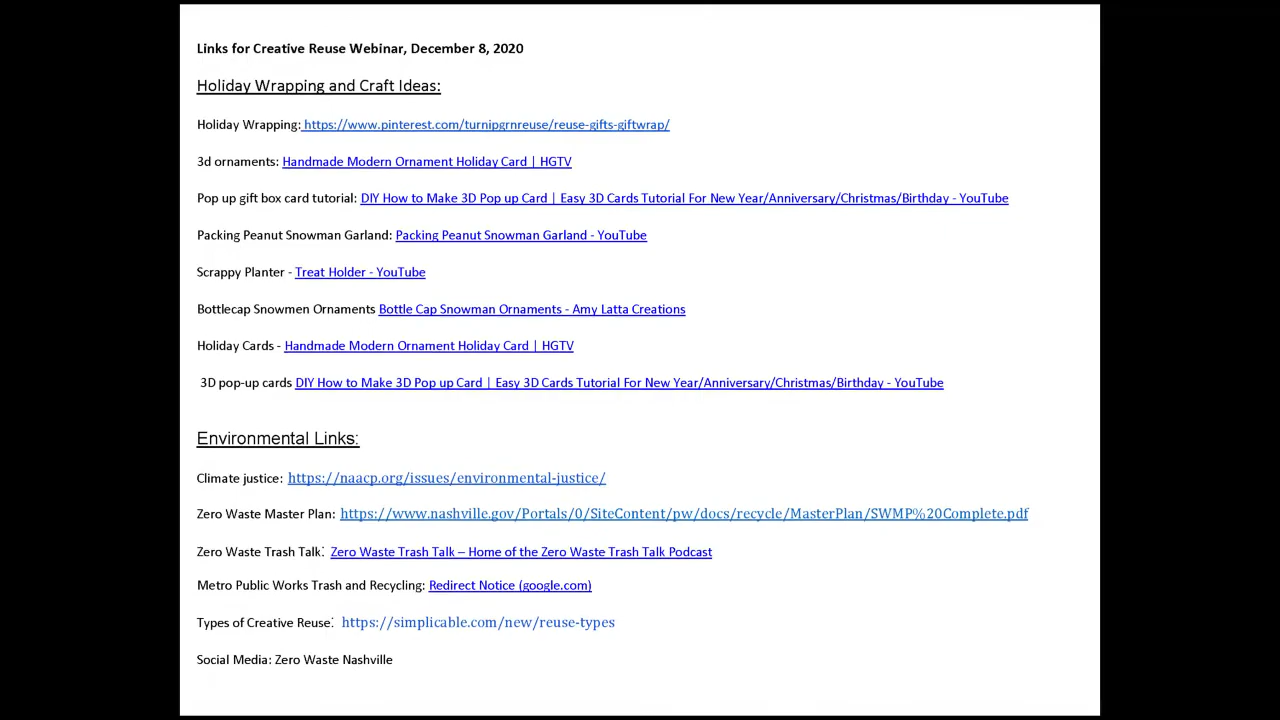 Links for Creative Reuse Webinar, December 8, 2020
Holiday Wrapping and Craft Ideas:
Holiday Wrapping: https://www.pinterest.com/turnipgrnreuse/reuse-gifts-giftwrap/
3d ornaments: Handmade Modern Ornament Holiday Card | HGTV
Pop up gift box card tutorial: DIY How to Make 3D Pop up Card | Easy 3D Cards Tutorial For New Year/Anniversary/Christmas/Birthday - YouTube
Packing Peanut Snowman Garland: Packing Peanut Snowman Garland - YouTube
Scrappy Planter - Treat Holder - YouTube
Bottlecap Snowmen Ornaments Bottle Cap Snowman Ornaments - Amy Latta Creations
Holiday Cards - Handmade Modern Ornament Holiday Card | HGTV
3D pop-up cards DIY How to Make 3D Pop up Card | Easy 3D Cards Tutorial For New Year/Anniversary/Christmas/Birthday - YouTube
Environmental Links:
Climate justice: https://naacp.org/issues/environmental-justice/
Zero Waste Master Plan: https://www.nashville.gov/Portals/0/SiteContent/pw/docs/recycle/MasterPlan/SWMP%20Complete.pdf
Zero Waste Trash Talk: Zero Waste Trash Talk – Home of the Zero Waste Trash Talk Podcast
Metro Public Works Trash and Recycling: Redirect Notice (google.com)
Types of Creative Reuse: https://simplicable.com/new/reuse-types
Social Media: Zero Waste Nashville